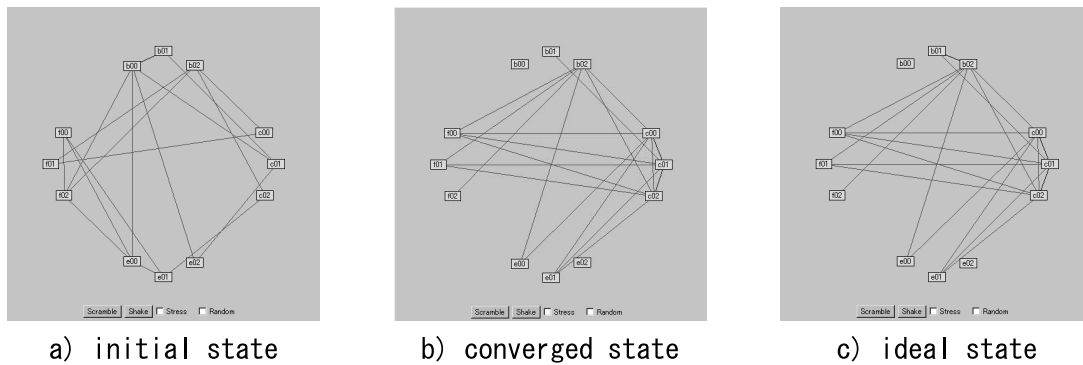 b01
b00
b02
f00
c00
f01
c01
f02
c02
e00
e02
e01
Scramble Shake Stress Random
a) initial state
b01
b00
b02
f00
c00
f01
c01
f02
c02
e00
e02
e01
Scramble Shake Stress Random
b) converged state
b01
b00
b02
f00
c00
f01
c01
f02
c02
e00
e02
e01
Scramble Shake Stress Random
c) ideal state